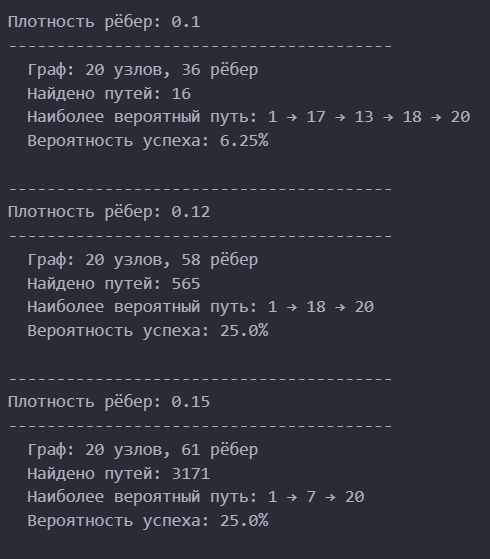 Плотность рёбер: 0.1
----------------------------------------
Граф: 20 узлов, 36 рёбер
Найдено путей: 16
Наиболее вероятный путь: 1 → 17 → 13 → 18 → 20
Вероятность успеха: 6.25%
----------------------------------------
Плотность рёбер: 0.12
----------------------------------------
Граф: 20 узлов, 58 рёбер
Найдено путей: 565
Наиболее вероятный путь: 1 → 18 → 20
Вероятность успеха: 25.0%
----------------------------------------
Плотность рёбер: 0.15
----------------------------------------
Граф: 20 узлов, 61 рёбер
Найдено путей: 3171
Наиболее вероятный путь: 1 → 7 → 20
Вероятность успеха: 25.0%